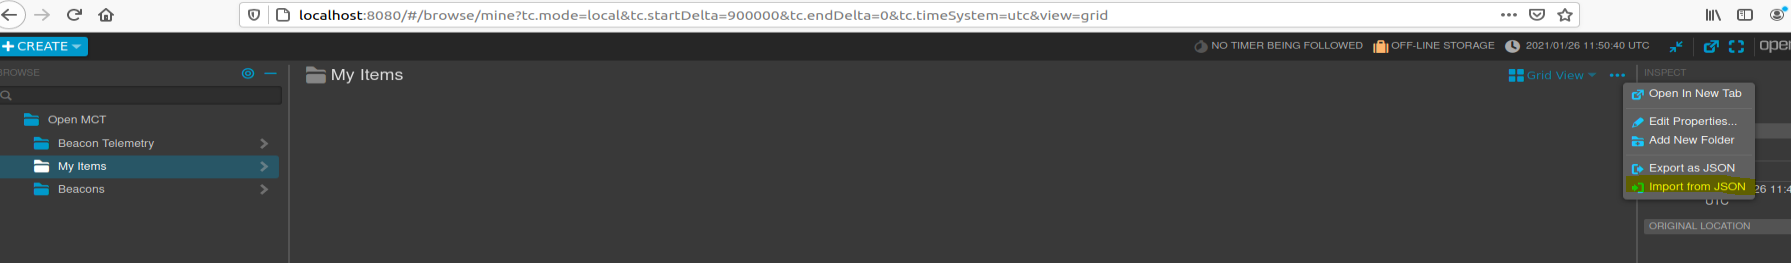 localhost:8080/#/browse/mine?tc.mode=local&tc.startDelta=900000&tc.endDelta=0&tc.timeSystem=utc&view=grid
CREATE
NO TIMER BEING FOLLOWED
OFF-LINE STORAGE
2021/01/26 11:50:40 UTC
open
BROWSE
My Items
Grid View
INSPECT
Open MCT
Beacon Telemetry
My Items
Beacons
Open In New Tab
Edit Properties...
Add New Folder
Export as JSON
Import from JSON
26 11:4
UTC
ORIGINAL LOCATION